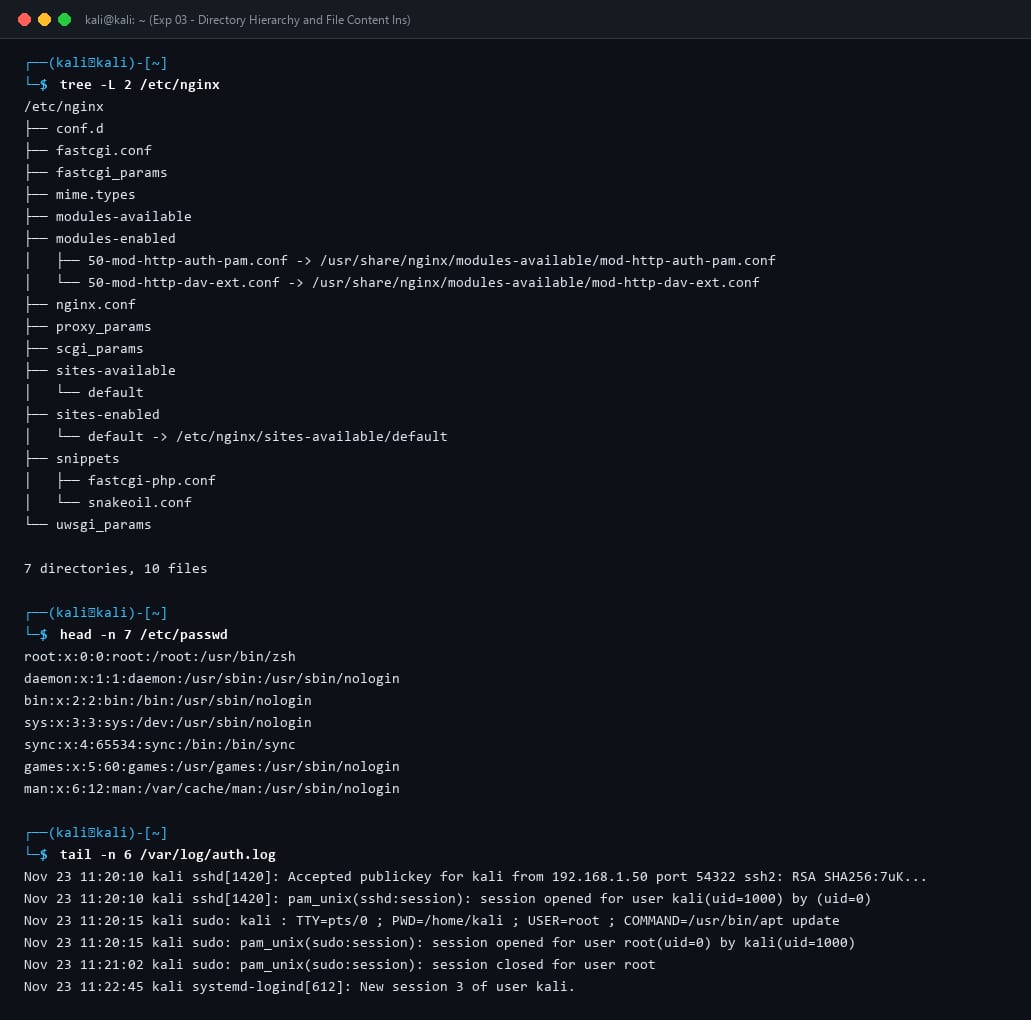 kali@kali: ~ (Exp 03 - Directory Hierarchy and File Content Ins)
┌──(kali⍰kali)-[~]
└─$ tree -L 2 /etc/nginx
/etc/nginx
├── conf.d
├── fastcgi.conf
├── fastcgi_params
├── mime.types
├── modules-available
├── modules-enabled
│   ├── 50-mod-http-auth-pam.conf -> /usr/share/nginx/modules-available/mod-http-auth-pam.conf
│   └── 50-mod-http-dav-ext.conf -> /usr/share/nginx/modules-available/mod-http-dav-ext.conf
├── nginx.conf
├── proxy_params
├── scgi_params
├── sites-available
│   └── default
├── sites-enabled
│   └── default -> /etc/nginx/sites-available/default
├── snippets
│   ├── fastcgi-php.conf
│   └── snakeoil.conf
└── uwsgi_params
7 directories, 10 files
┌──(kali⍰kali)-[~]
└─$ head -n 7 /etc/passwd
root:x:0:0:root:/root:/usr/bin/zsh
daemon:x:1:1:daemon:/usr/sbin:/usr/sbin/nologin
bin:x:2:2:bin:/bin:/usr/sbin/nologin
sys:x:3:3:sys:/dev:/usr/sbin/nologin
sync:x:4:65534:sync:/bin:/bin/sync
games:x:5:60:games:/usr/games:/usr/sbin/nologin
man:x:6:12:man:/var/cache/man:/usr/sbin/nologin
┌──(kali⍰kali)-[~]
└─$ tail -n 6 /var/log/auth.log
Nov 23 11:20:10 kali sshd[1420]: Accepted publickey for kali from 192.168.1.50 port 54322 ssh2: RSA SHA256:7uK...
Nov 23 11:20:10 kali sshd[1420]: pam_unix(sshd:session): session opened for user kali(uid=1000) by (uid=0)
Nov 23 11:20:15 kali sudo: kali : TTY=pts/0 ; PWD=/home/kali ; USER=root ; COMMAND=/usr/bin/apt update
Nov 23 11:20:15 kali sudo: pam_unix(sudo:session): session opened for user root(uid=0) by kali(uid=1000)
Nov 23 11:21:02 kali sudo: pam_unix(sudo:session): session closed for user root
Nov 23 11:22:45 kali systemd-logind[612]: New session 3 of user kali.